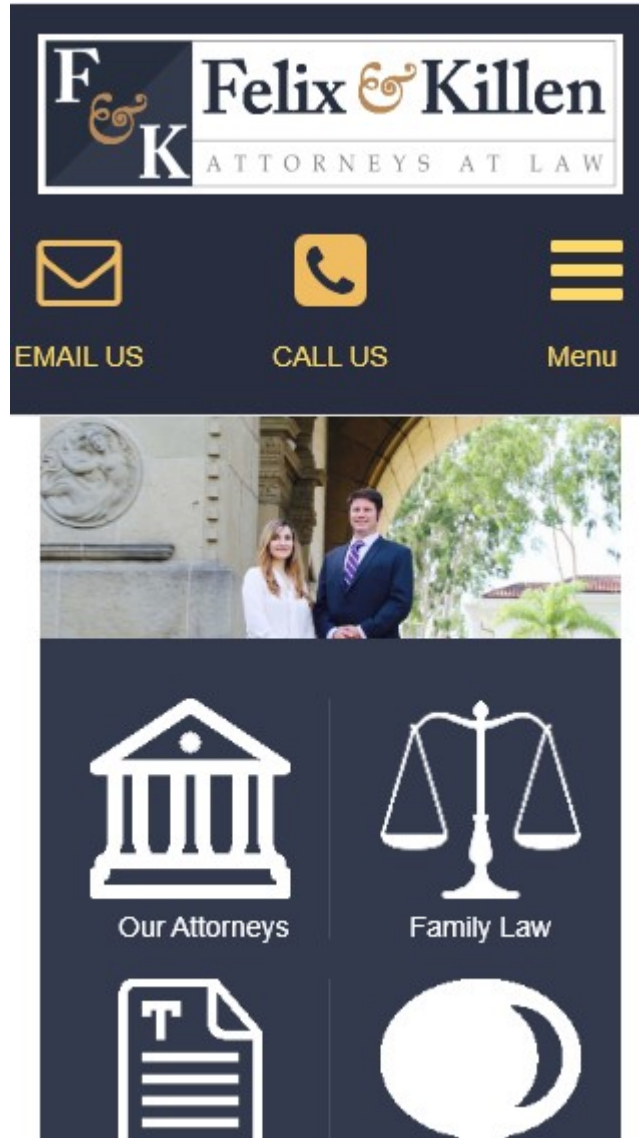 F & K
Felix & Killen
ATTORNEYS AT LAW
EMAIL US
CALL US
Menu
Our Attorneys
Family Law
T